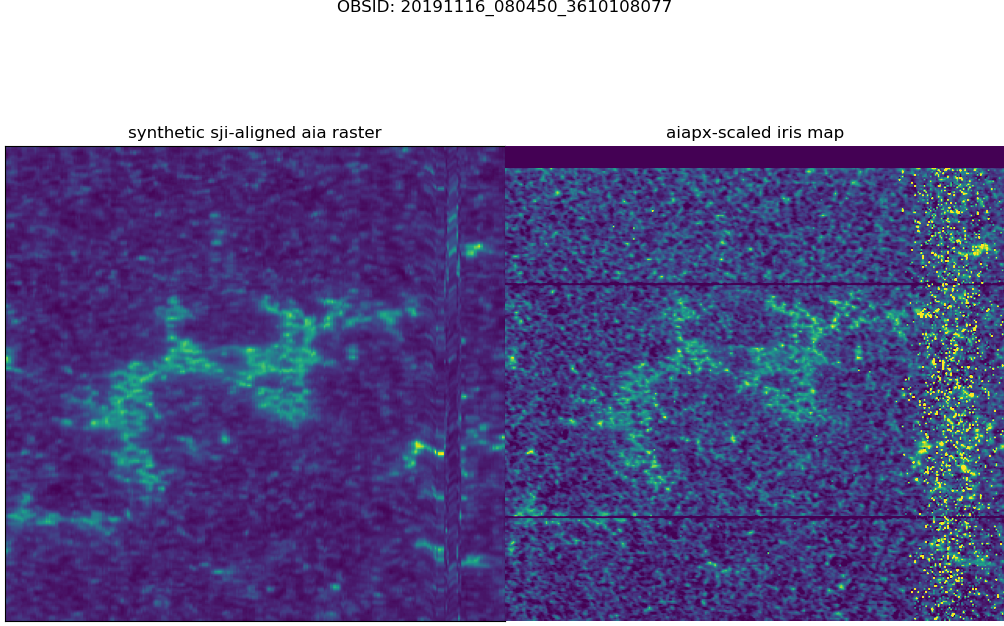 OBSID: 20191116_080450_3610108077
synthetic sji-aligned aia raster
aiapx-scaled iris map